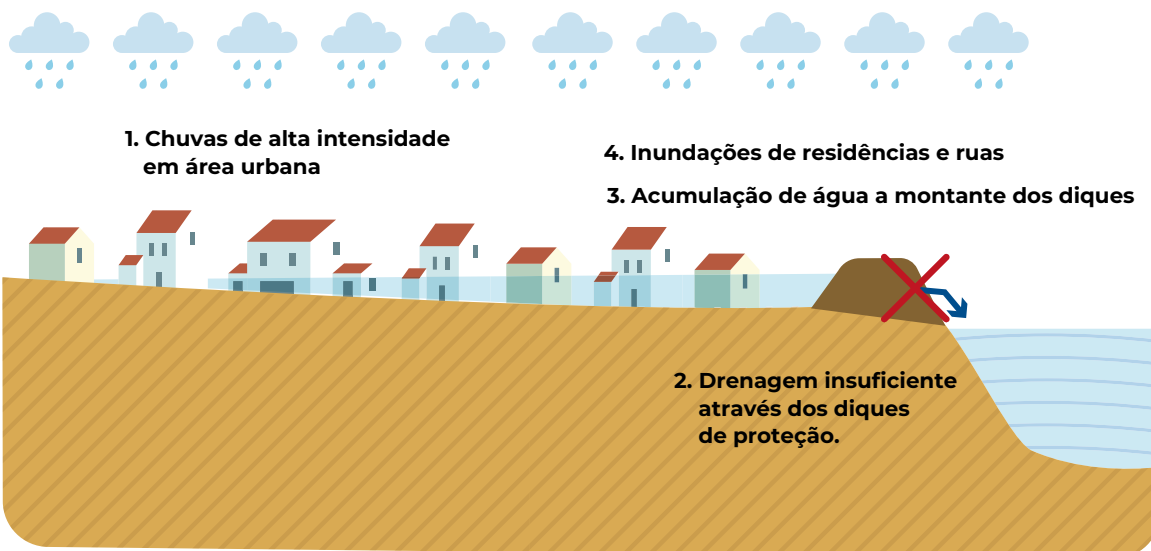 1. Chuvas de alta intensidade
em área urbana
4. Inundações de residências e ruas
3. Acumulação de água a montante dos diques
2. Drenagem insuficiente
através dos diques
de proteção.